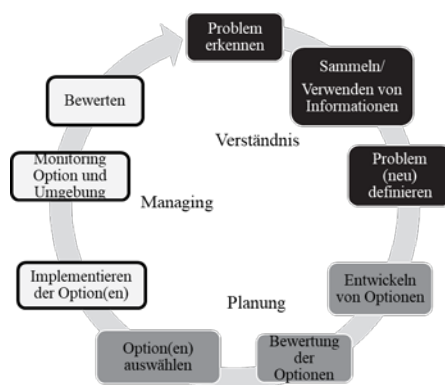 Problem
erkennen
Sammeln/
Verwenden von
Informationen
Problem
(neu)
definieren
Entwickeln
von Optionen
Bewertung
der
Optionen
Option(en)
auswählen
Implementieren
der Option(en)
Monitoring
Option und
Umgebung
Bewerten
Verständnis
Managing
Planung